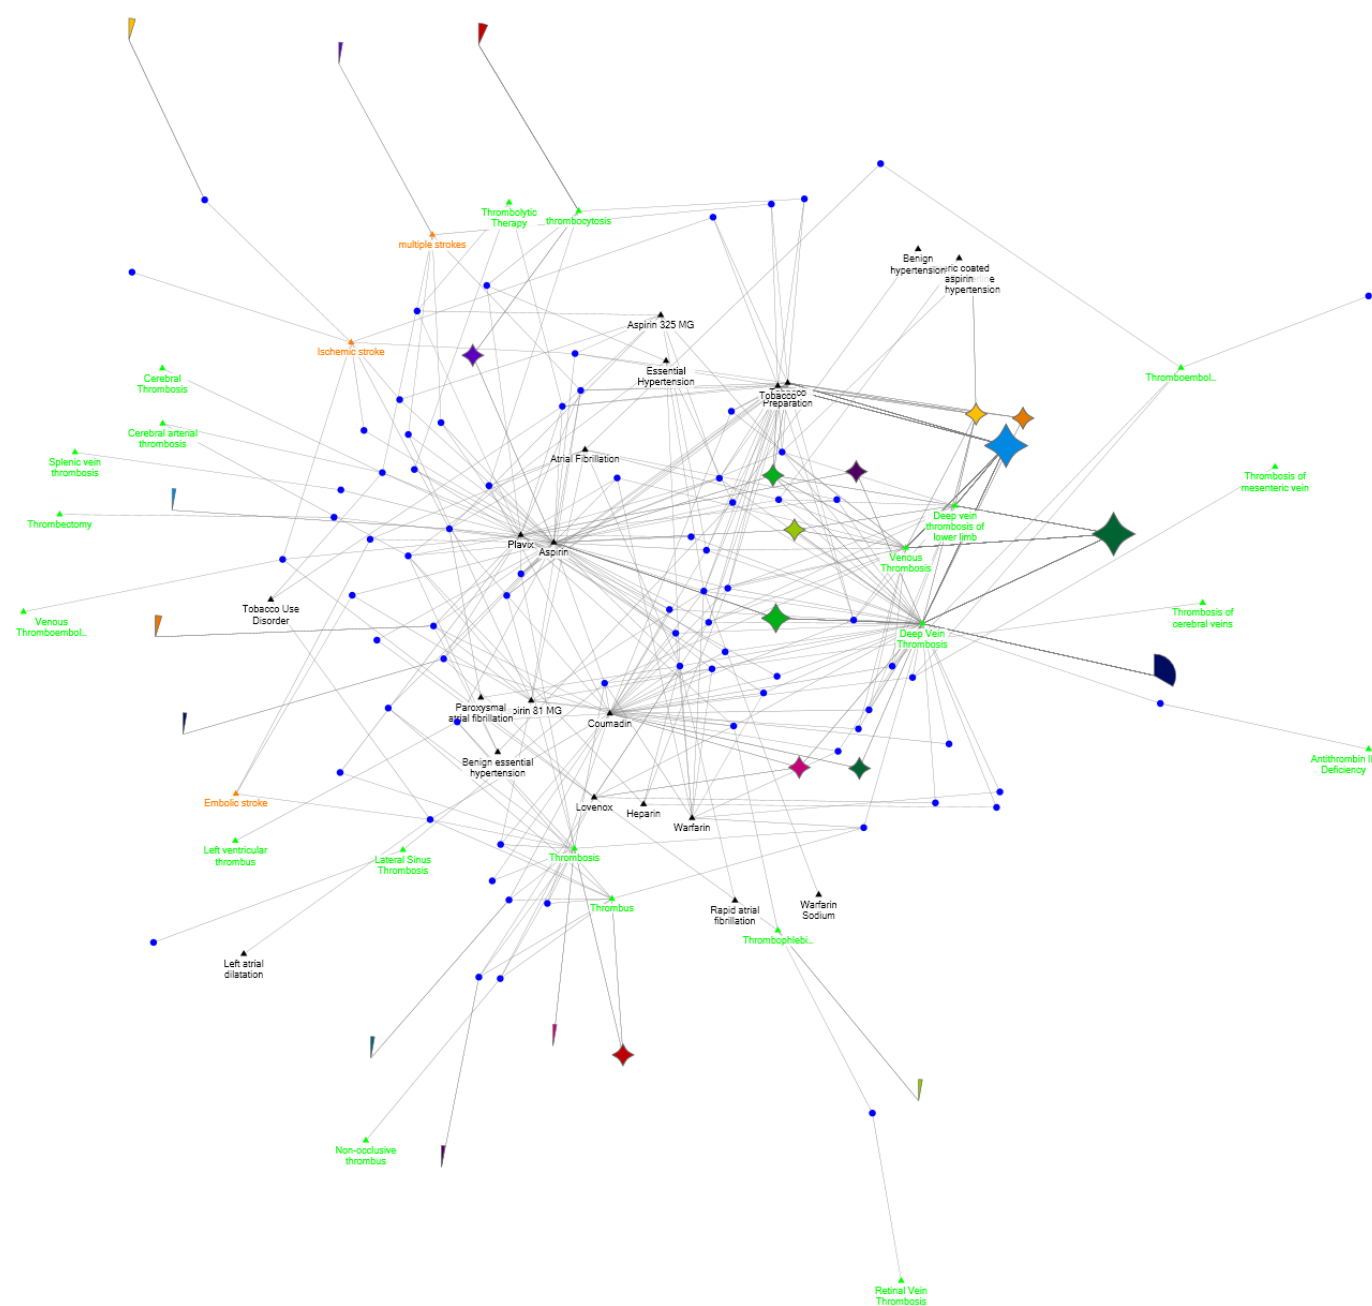 Thrombolytic
Therapy
thrombocytosis
multiple strokes
Benign
hypertension
ric coated
aspirin
hypertension
Aspirin 325 MG
Ischemic stroke
Essential
Hypertension
Cerebral
Thrombosis
Tobacco
Preparation
Thromboembol..
Cerebral arterial
thrombosis
Atrial Fibrillation
Splenic vein
thrombosis
Thrombosis of
mesenteric vein
Thrombectomy
Deep vein
thrombosis of
lower limb
Plavix
Aspirin
Venous
Thrombosis
Tobacco Use
Disorder
Venous
Thromboembol..
Thrombosis of
cerebral veins
Deep Vein
Thrombosis
Paroxysmal
atrial fibrillation
pirin 81 MG
Coumadin
Benign essential
hypertension
Antithrombin II
Deficiency
Embolic stroke
Lovenox
Heparin
Warfarin
Left ventricular
thrombus
Lateral Sinus
Thrombosis
Thrombosis
Thrombus
Rapid atrial
fibrillation
Warfarin
Sodium
Thrombophlebi..
Left atrial
dilatation
Non-occlusive
thrombus
Retinal Vein
Thrombosis